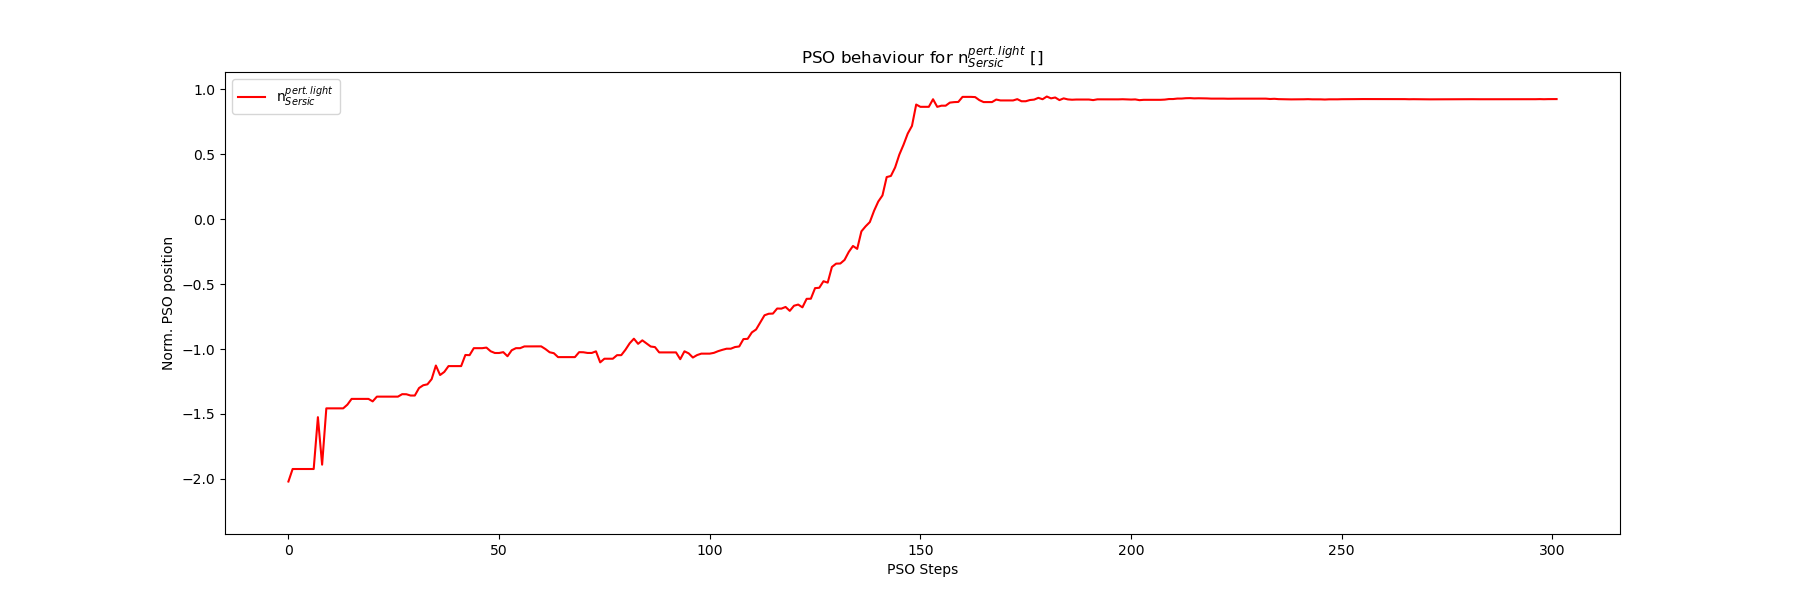 PSO behaviour for n^{pert.light}_{Sersic} []
n^{pert.light}_{Sersic}
Norm. PSO position
1.0
0.5
0.0
−0.5
−1.0
−1.5
−2.0
0 50 100 150 200 250 300
PSO Steps